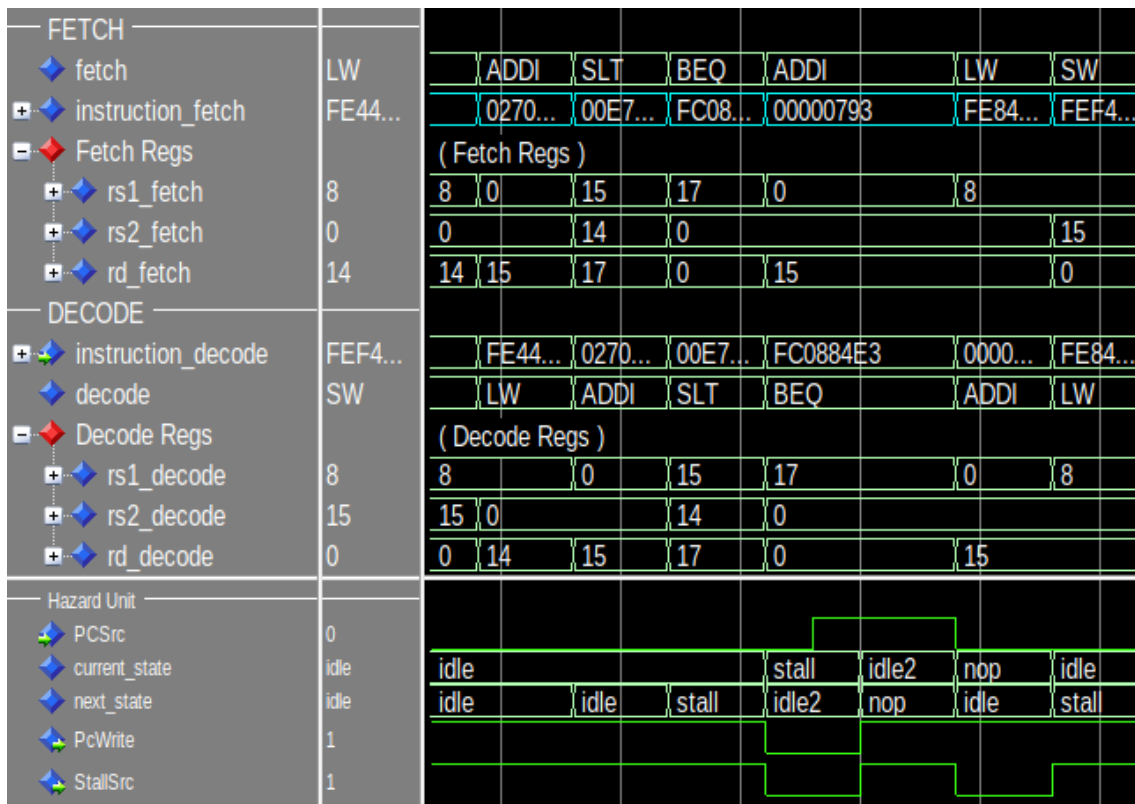 FETCH
fetch LW ADDI SLT BEQ ADDI LW SW
instruction_fetch FE44... 0270... 00E7... FC08... 00000793 FE84... FEF4...
Fetch Regs ( Fetch Regs )
rs1_fetch 8 8 0 15 17 0 8
rs2_fetch 0 0 14 0 15
rd_fetch 14 14 15 17 0 15 0
DECODE
instruction_decode FEF4... FE44... 0270... 00E7... FC0884E3 0000... FE84...
decode SW LW ADDI SLT BEQ ADDI LW
Decode Regs ( Decode Regs )
rs1_decode 8 8 0 15 17 0 8
rs2_decode 15 15 0 14 0
rd_decode 0 0 14 15 17 0 15
Hazard Unit
PCSrc 0
current_state idle idle stall idle2 nop idle
next_state idle idle idle stall idle2 nop idle stall
PcWrite 1
StallSrc 1